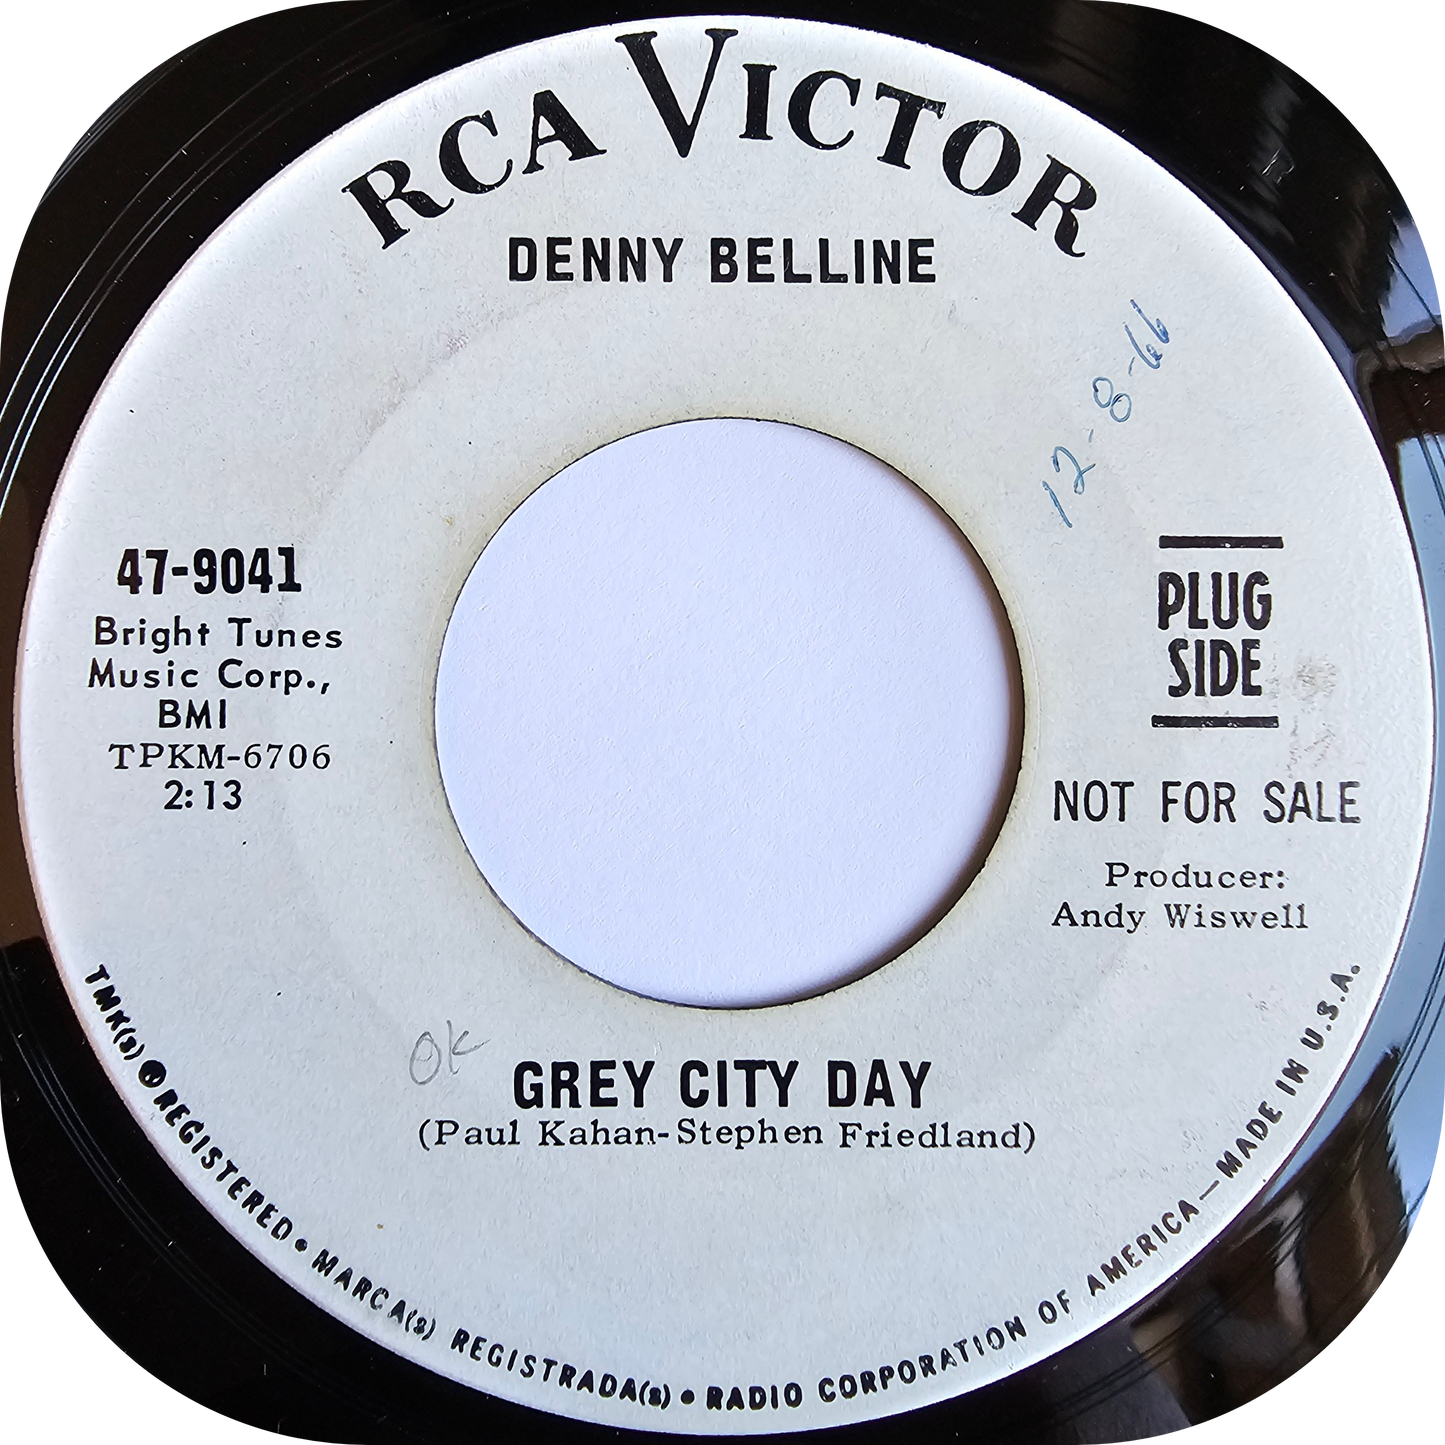 RCA VICTOR
DENNY BELLINE
12-8-66
47-9041
Bright Tunes
Music Corp.,
BMI
TPKM-6706
2:13
PLUG
SIDE
NOT FOR SALE
Producer:
Andy Wiswell
OK
GREY CITY DAY
(Paul Kahan-Stephen Friedland)
TMK(s) ® REGISTERED • MARCA(s) REGISTRADA(s) • RADIO CORPORATION OF AMERICA—MADE IN U.S.A.